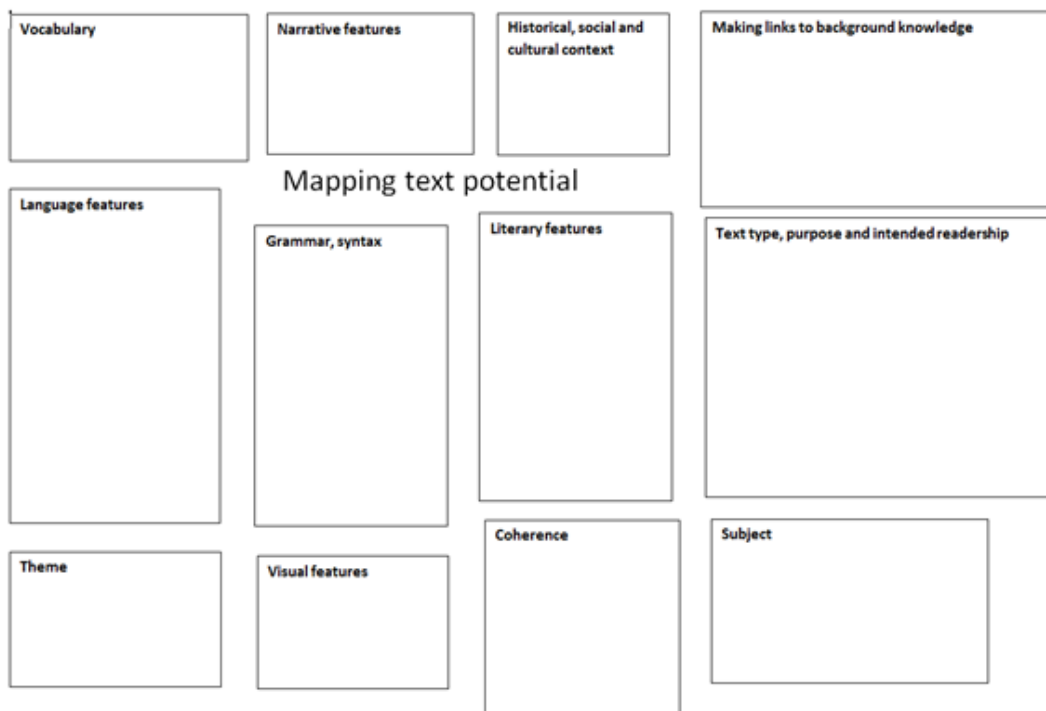 Vocabulary
Narrative features
Historical, social and
cultural context
Making links to background knowledge
Mapping text potential
Language features
Grammar, syntax
Literary features
Text type, purpose and intended readership
Theme
Visual features
Coherence
Subject